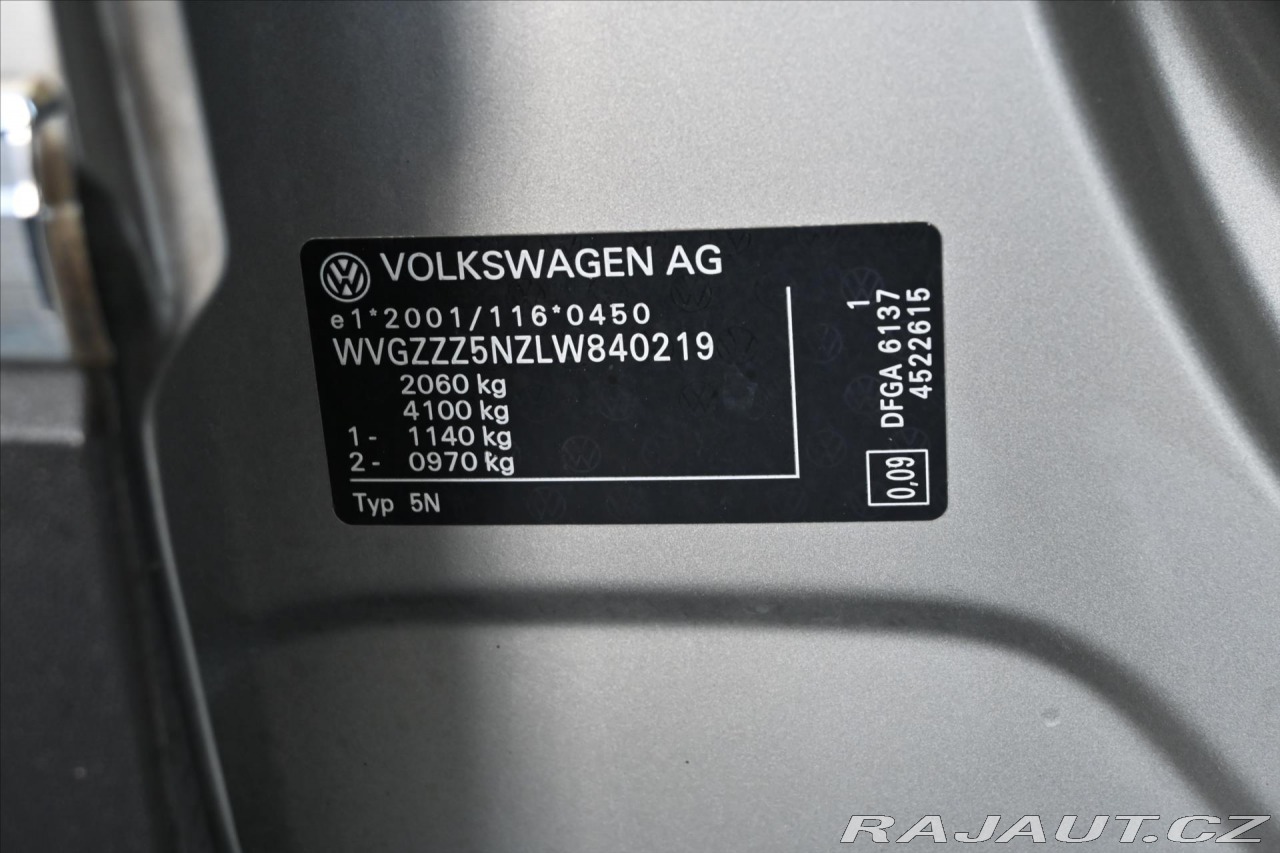 VOLKSWAGEN AG
e1*2001/116*0450
WVGZZZ5NZLW840219
2060 kg
4100 kg
1- 1140 kg
2- 0970 kg
Typ 5N
1
DFGA 6137
4522615
0,09
RAJAUT.CZ